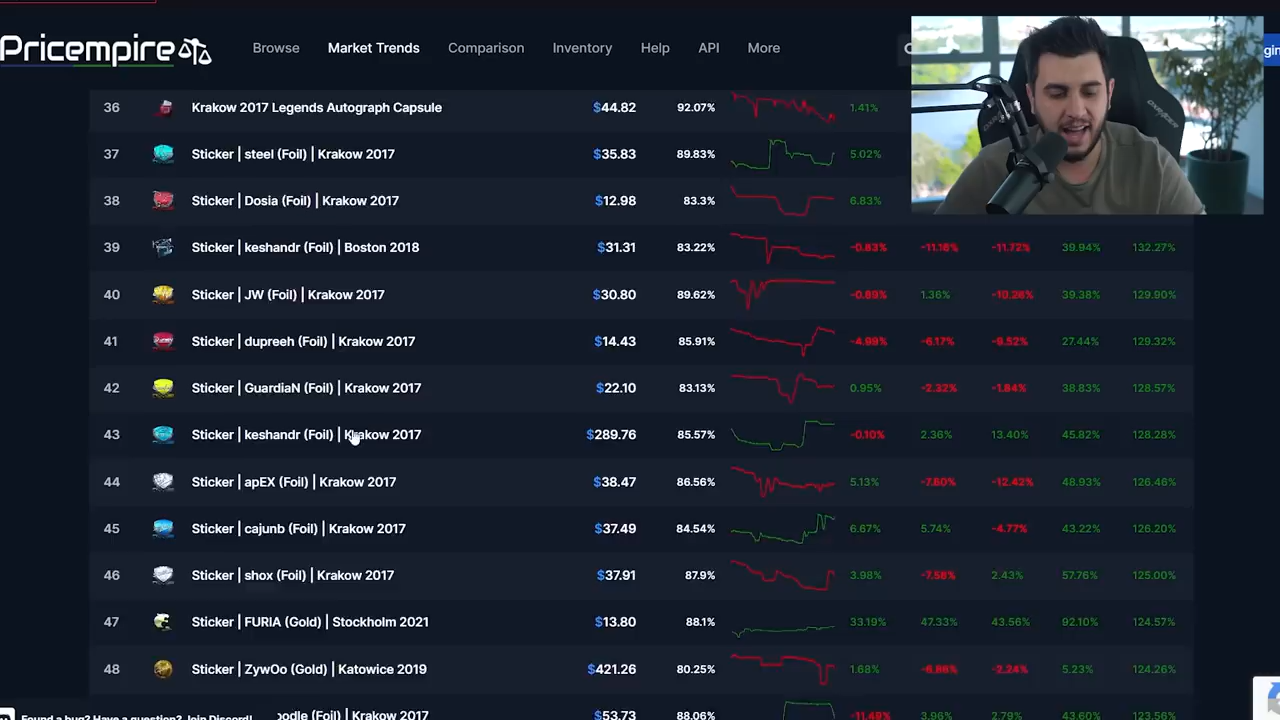 Pricempire
Browse Market Trends Comparison Inventory Help API More
36 Krakow 2017 Legends Autograph Capsule $44.82 92.07% 1.41%
37 Sticker | steel (Foil) | Krakow 2017 $35.83 89.83% 5.02%
38 Sticker | Dosia (Foil) | Krakow 2017 $12.98 83.3% 6.83%
39 Sticker | keshandr (Foil) | Boston 2018 $31.31 83.22% -0.83% -11.18% -11.72% 39.94% 132.27%
40 Sticker | JW (Foil) | Krakow 2017 $30.80 89.62% -0.89% 1.36% -10.26% 39.38% 129.90%
41 Sticker | dupreeh (Foil) | Krakow 2017 $14.43 85.91% -4.99% -6.17% -9.52% 27.44% 129.32%
42 Sticker | GuardiaN (Foil) | Krakow 2017 $22.10 83.13% 0.95% -2.32% -1.84% 38.83% 128.57%
43 Sticker | keshandr (Foil) | Krakow 2017 $289.76 85.57% -0.10% 2.36% 13.40% 45.82% 128.28%
44 Sticker | apEX (Foil) | Krakow 2017 $38.47 86.56% 5.13% -7.60% -12.42% 48.93% 126.46%
45 Sticker | cajunb (Foil) | Krakow 2017 $37.49 84.54% 6.67% 5.74% -4.77% 43.22% 126.20%
46 Sticker | shox (Foil) | Krakow 2017 $37.91 87.9% 3.98% -7.56% 2.43% 57.76% 125.00%
47 Sticker | FURIA (Gold) | Stockholm 2021 $13.80 88.1% 33.19% 47.33% 43.56% 92.10% 124.57%
48 Sticker | ZywOo (Gold) | Katowice 2019 $421.26 80.25% 1.68% -6.66% -2.24% 5.23% 124.26%
oodle (Foil) | Krakow 2017 $53.73 88.06% -11.49% 3.96% 2.79% 43.60% 123.56%
Found a bug? Have a question? Join Discord!